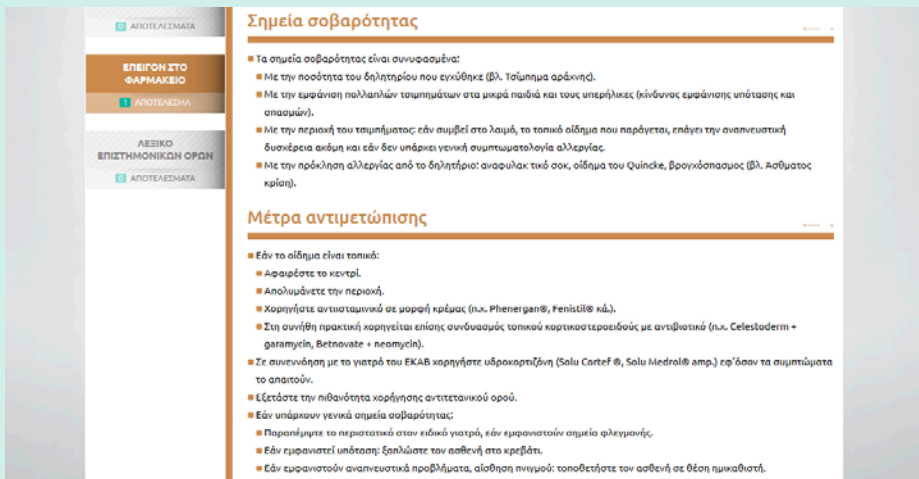 0 ΑΠΟΤΕΛΕΣΜΑΤΑ
ΕΠΕΙΓΟΝ ΣΤΟ
ΦΑΡΜΑΚΕΙΟ
1 ΑΠΟΤΕΛΕΣΜΑ
ΛΕΞΙΚΟ
ΕΠΙΣΤΗΜΟΝΙΚΩΝ ΟΡΩΝ
0 ΑΠΟΤΕΛΕΣΜΑΤΑ
Σημεία σοβαρότητας
Τα σημεία σοβαρότητας είναι συνυφασμένα:
Με την ποσότητα του δηλητηρίου που εγχύθηκε (βλ. Τσίμπημα αράχνης).
Με την εμφάνιση πολλαπλών τσιμπημάτων στα μικρά παιδιά και τους υπερήλικες (κίνδυνος εμφάνισης υπότασης και
σπασμών).
Με την περιοχή του τσιμπήματος: εάν συμβεί στο λαιμό, το τοπικό οίδημα που παράγεται, επάγει την αναπνευστική
δυσχέρεια ακόμη και εάν δεν υπάρχει γενική συμπτωματολογία αλλεργίας.
Με την πρόκληση αλλεργίας από το δηλητήριο: αναφυλακ τικό σοκ, οίδημα του Quincke, βρογχόσπασμος (βλ. Άσθματος
κρίση).
Μέτρα αντιμετώπισης
Εάν το οίδημα είναι τοπικό:
Αφαιρέστε το κεντρί.
Απολυμάνετε την περιοχή.
Χορηγήστε αντιισταμινικό σε μορφή κρέμας (π.χ. Phenergan®, Fenistil® κά.).
Στη συνήθη πρακτική χορηγείται επίσης συνδυασμός τοπικού κορτικοστεροειδούς με αντιβιοτικό (π.χ. Celestoderm +
garamycin, Betnovate + neomycin).
Σε συνεννόηση με το γιατρό του ΕΚΑΒ χορηγήστε υδροκορτιζόνη (Solu Cortef ®, Solu Medrol® amp.) εφ'όσον τα συμπτώματα
το απαιτούν.
Εξετάστε την πιθανότητα χορήγησης αντιτετανικού ορού.
Εάν υπάρχουν γενικά σημεία σοβαρότητας:
Παραπέμψτε το περιστατικό στον ειδικό γιατρό, εάν εμφανιστούν σημεία φλεγμονής.
Εάν εμφανιστεί υπόταση: ξαπλώστε τον ασθενή στο κρεβάτι.
Εάν εμφανιστούν αναπνευστικά προβλήματα, αίσθηση πνιγμού: τοποθετήστε τον ασθενή σε θέση ημικαθιστή.